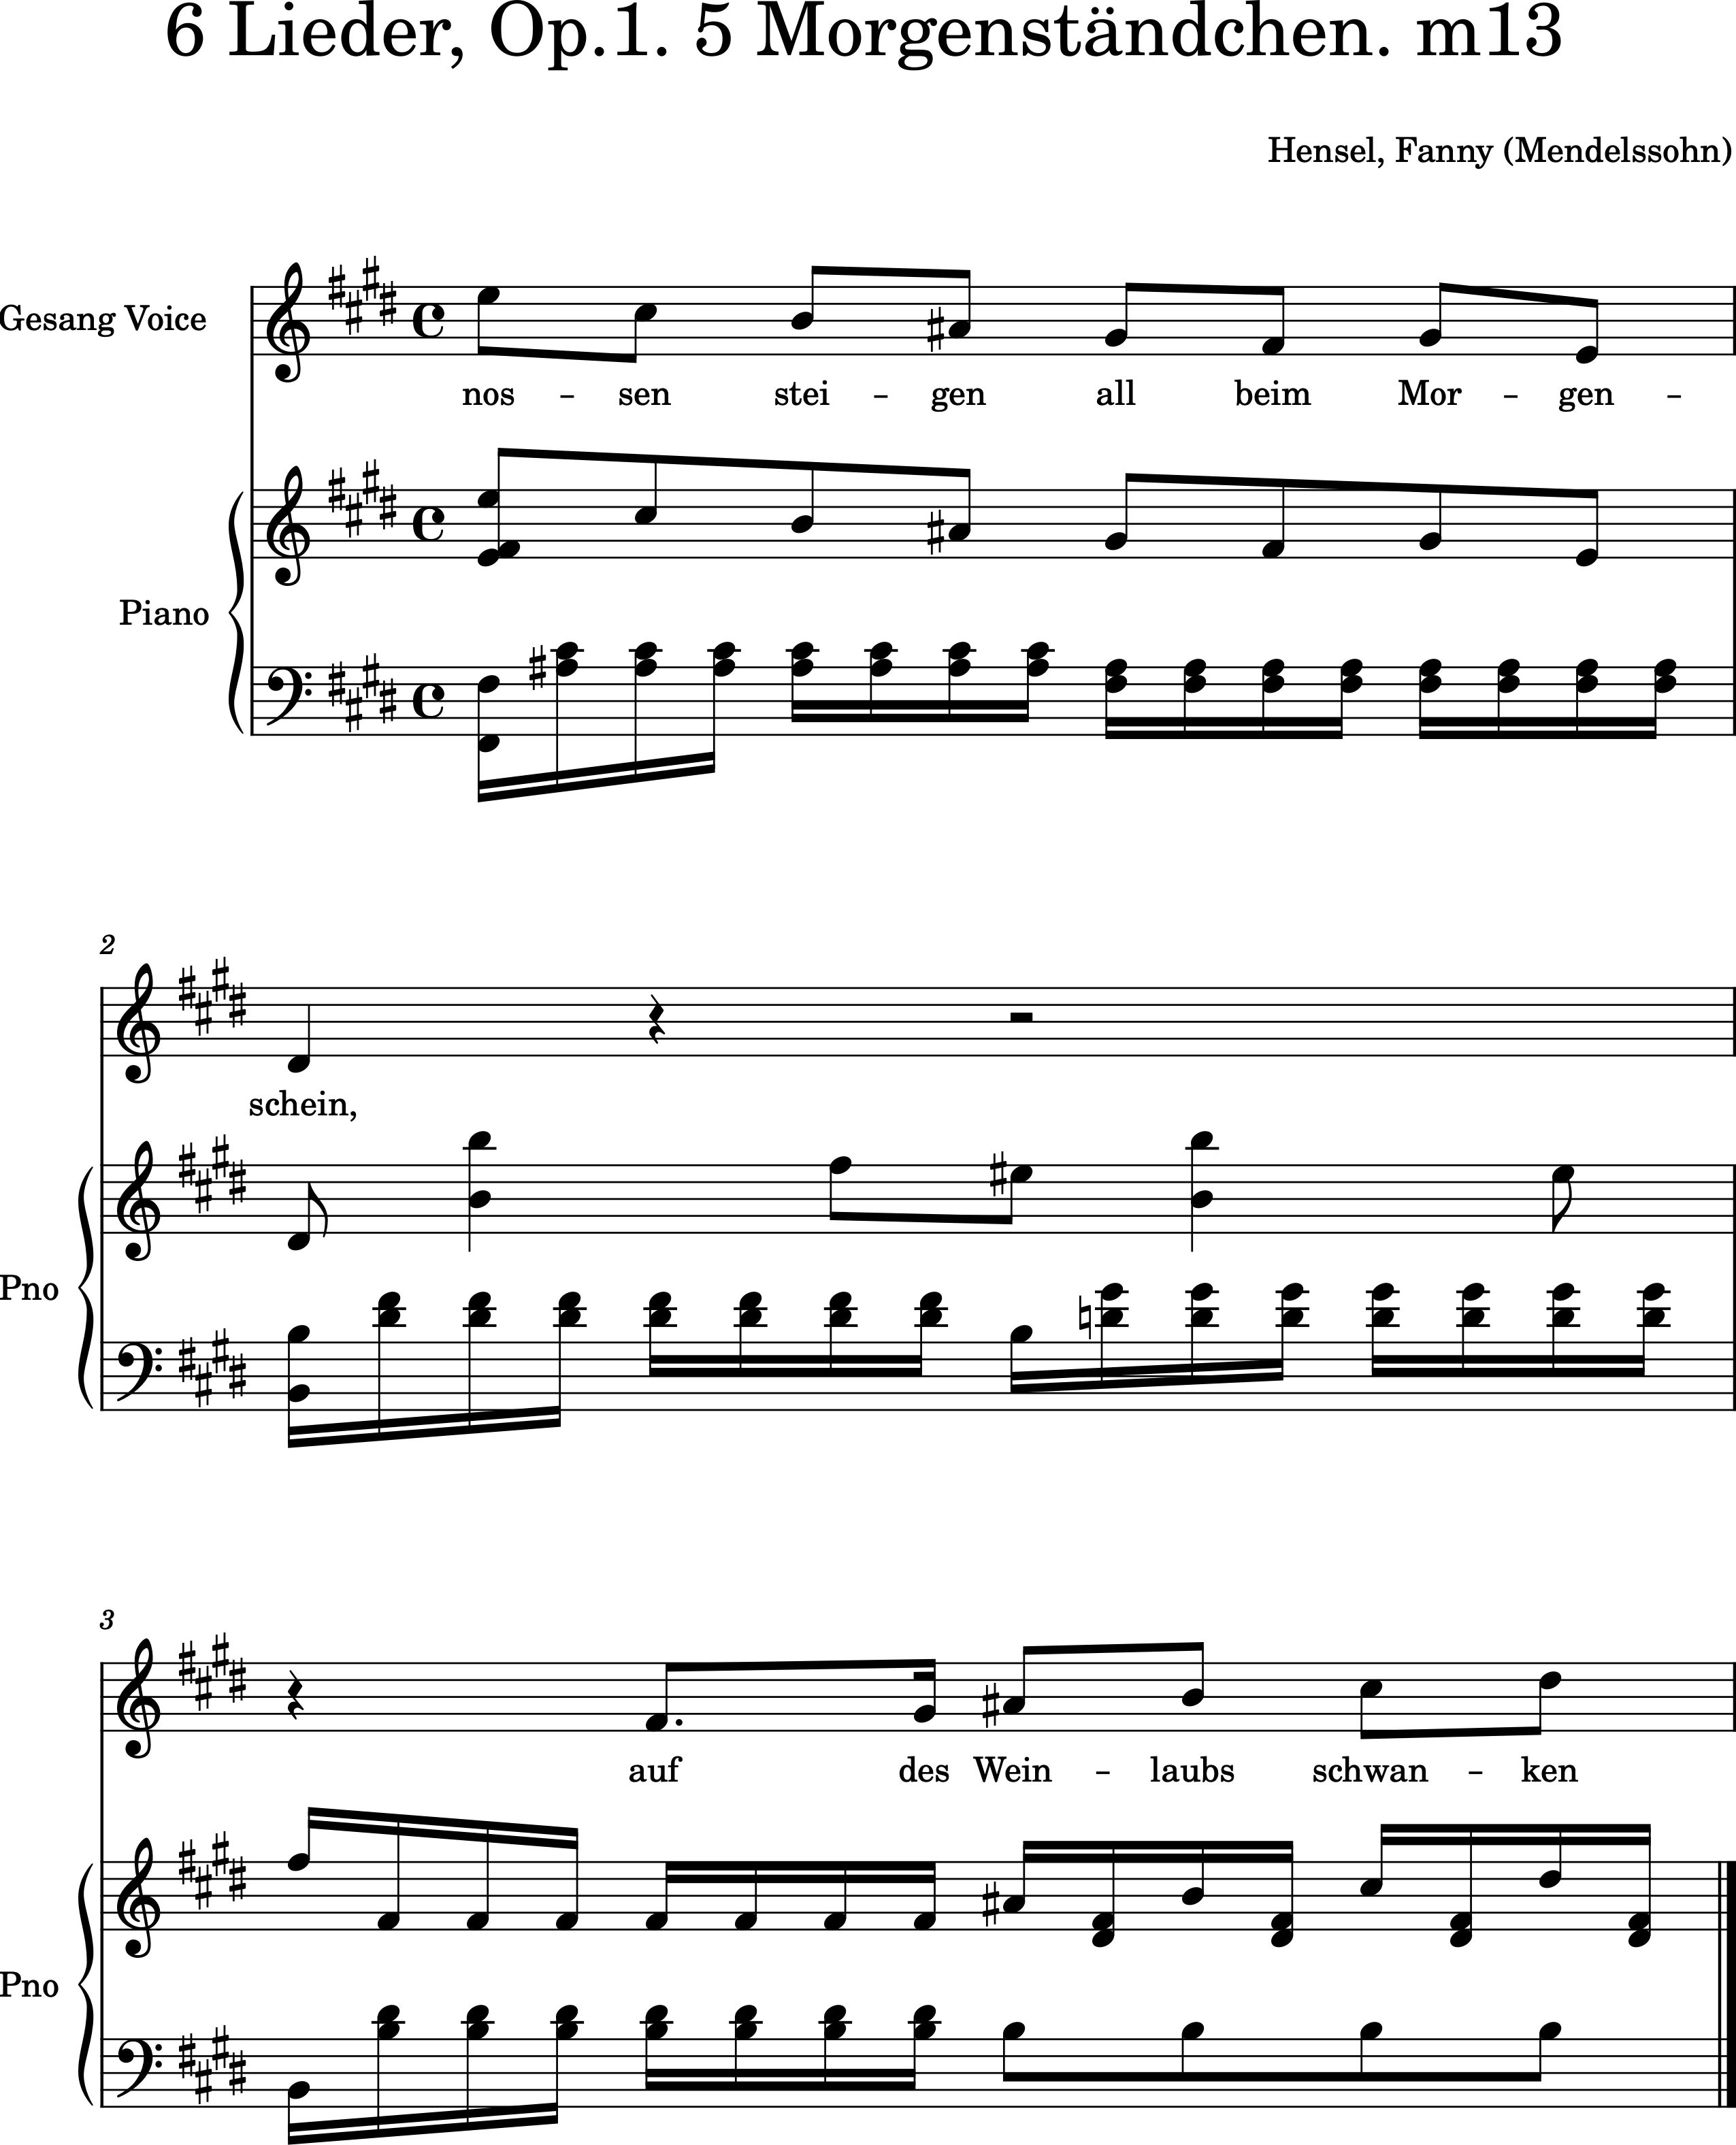 6 Lieder, Op.1. 5 Morgenständchen. m13
Hensel, Fanny (Mendelssohn)
Gesang Voice
nos - sen stei - gen all beim Mor - gen -
Piano
2
schein,
Pno
3
auf des Wein - laubs schwan - ken
Pno